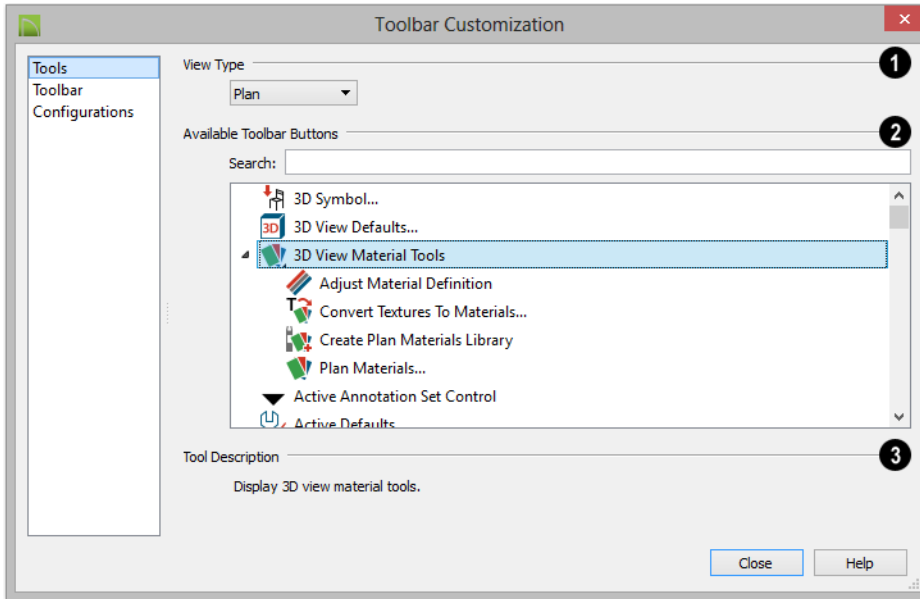 Toolbar Customization
Tools
Toolbar
Configurations
View Type
1
Plan
Available Toolbar Buttons
2
Search:
3D Symbol...
3D
3D View Defaults...
3D View Material Tools
Adjust Material Definition
T
Convert Textures To Materials...
Create Plan Materials Library
Plan Materials...
Active Annotation Set Control
Active Defaults
Tool Description
3
Display 3D view material tools.
Close
Help